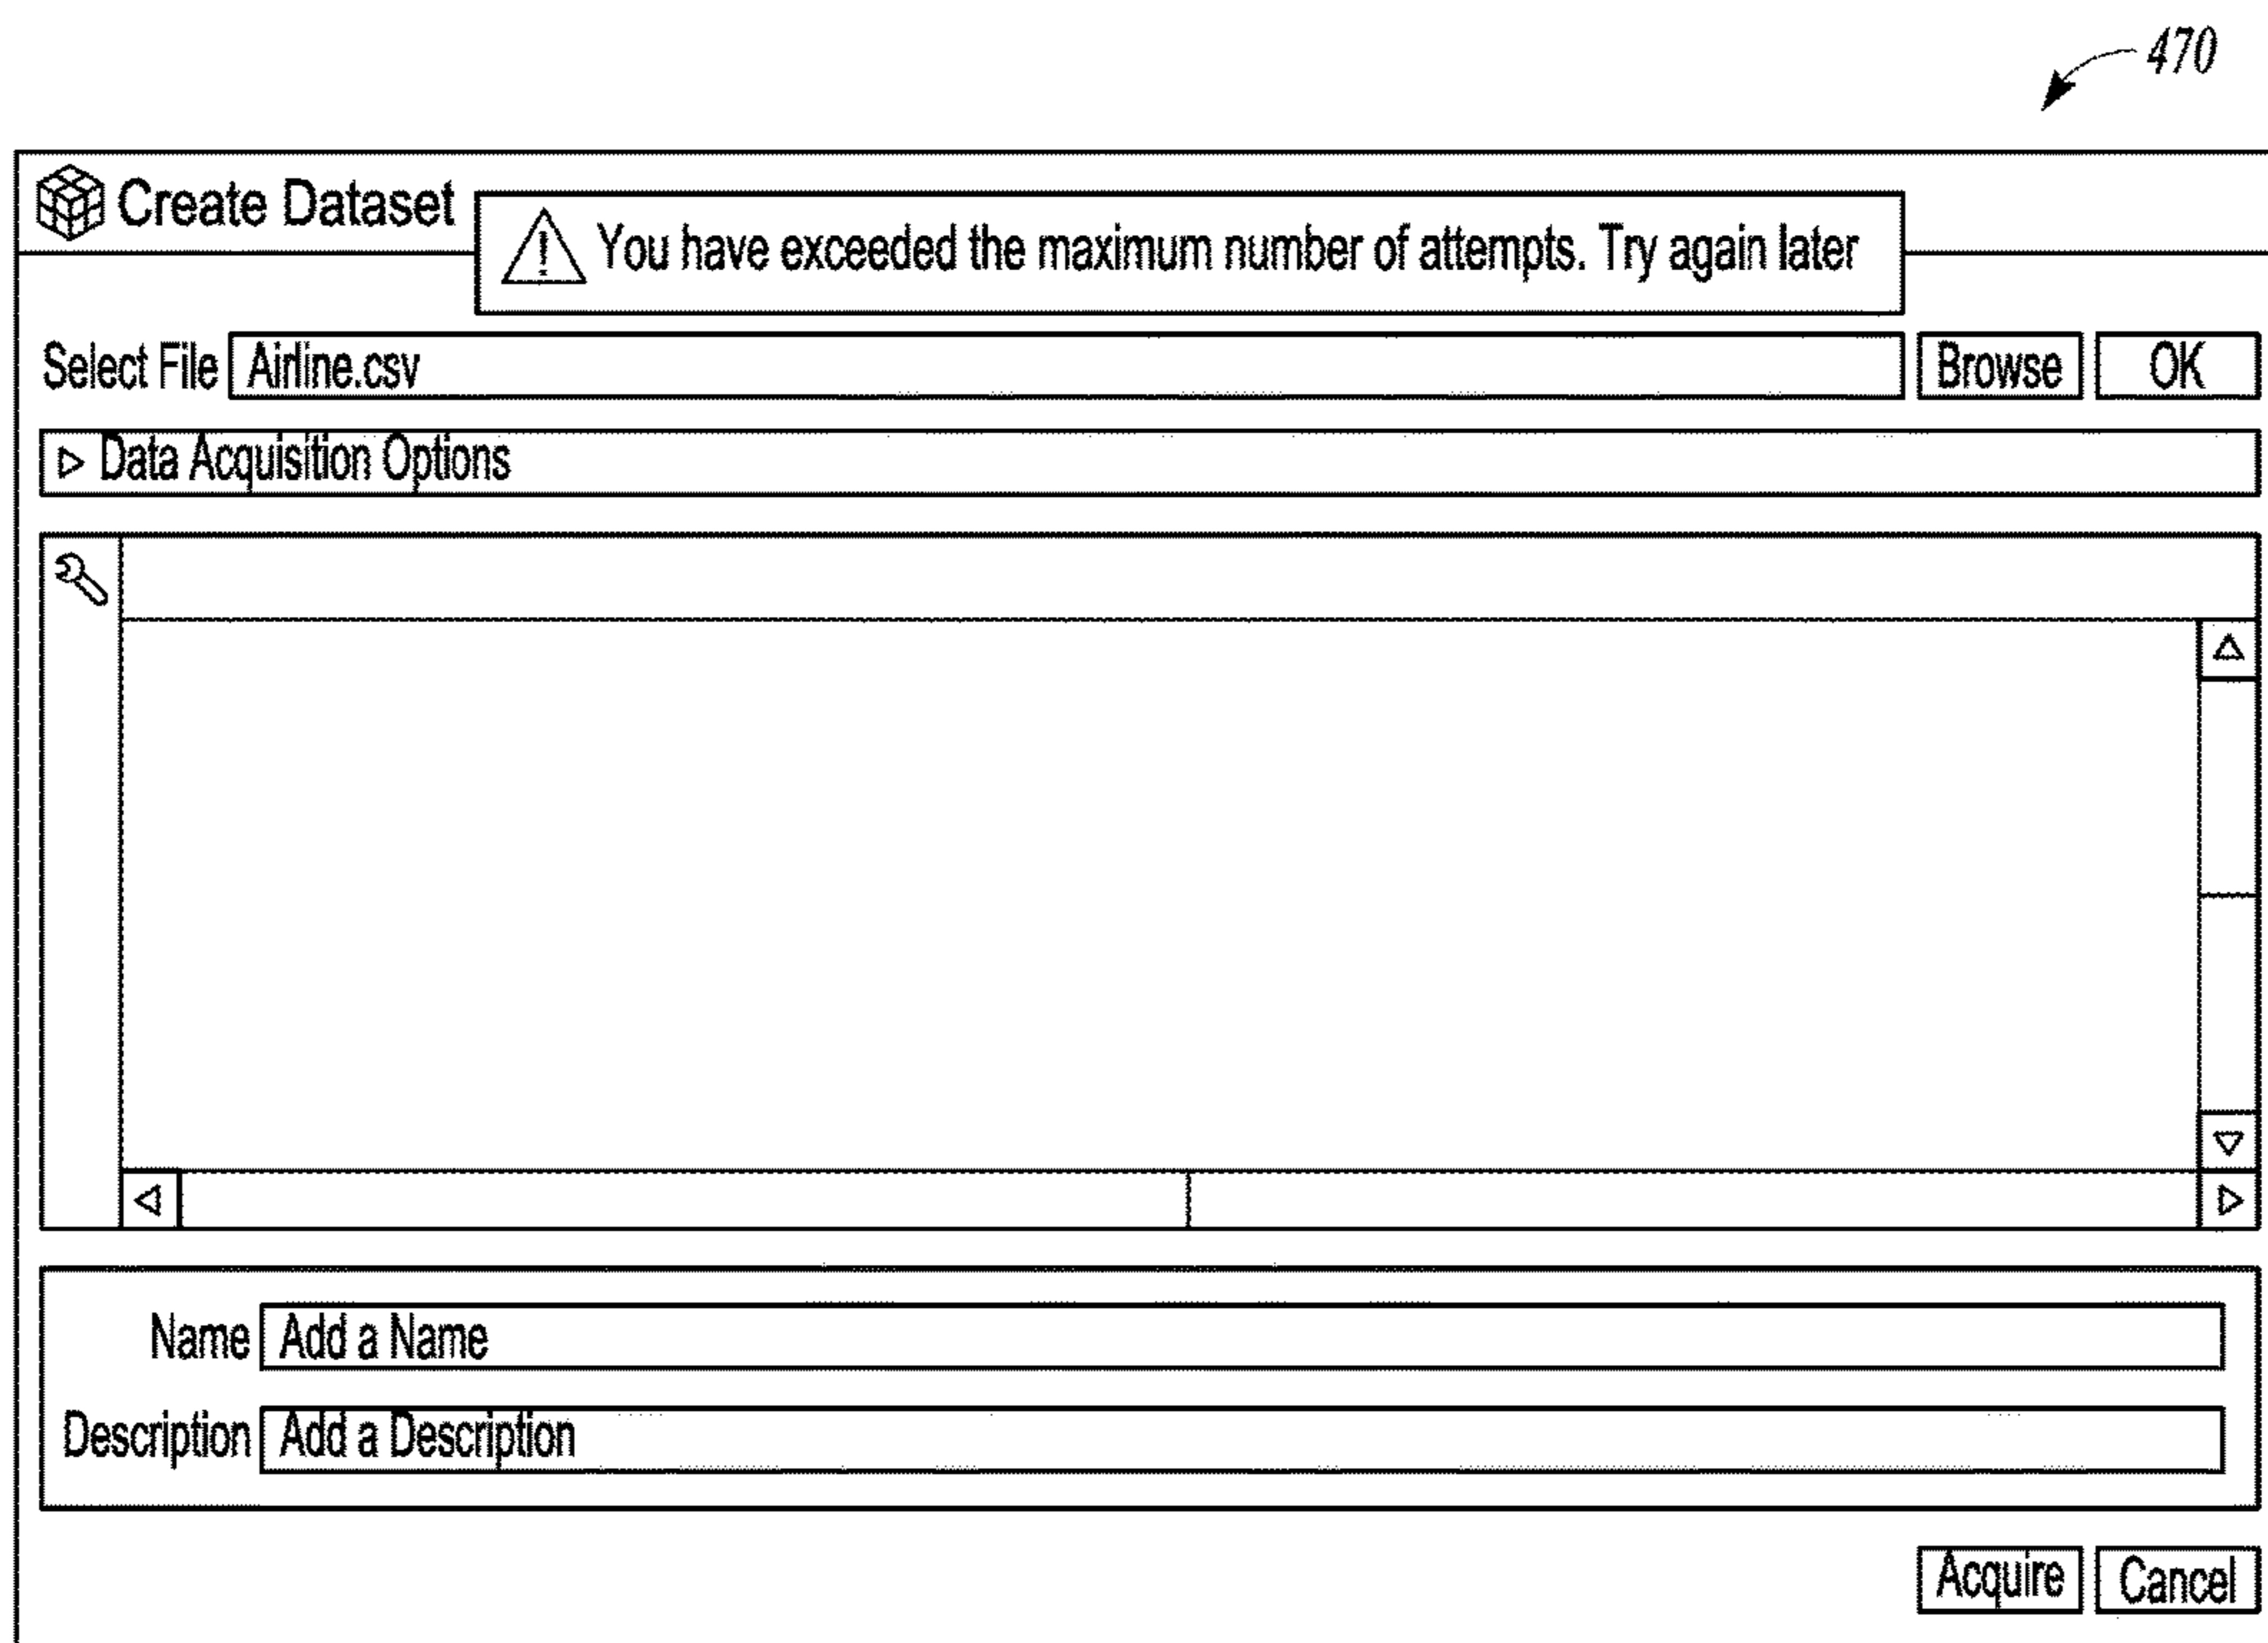 470
Create Dataset
You have exceeded the maximum number of attempts. Try again later
Select File Airline.csv Browse OK
Data Acquisition Options
Name Add a Name
Description Add a Description
Acquire Cancel